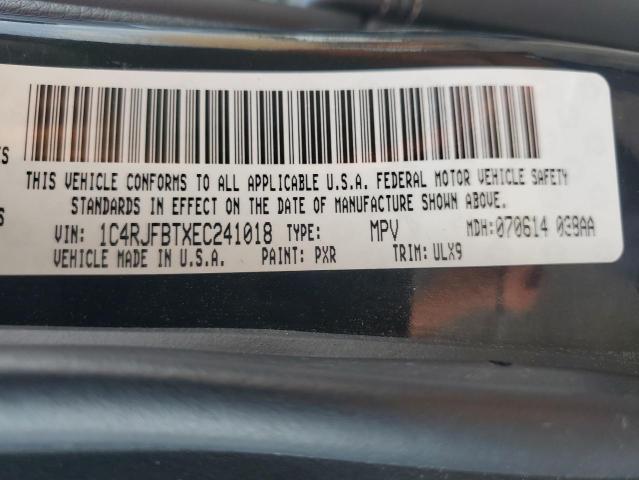 THIS VEHICLE CONFORMS TO ALL APPLICABLE U.S.A. FEDERAL MOTOR VEHICLE SAFETY
STANDARDS IN EFFECT ON THE DATE OF MANUFACTURE SHOWN ABOVE.
VIN: 1C4RJFBTXEC241018 TYPE: MPV MDH:070614 039AA
VEHICLE MADE IN U.S.A. PAINT: PXR TRIM: ULX9